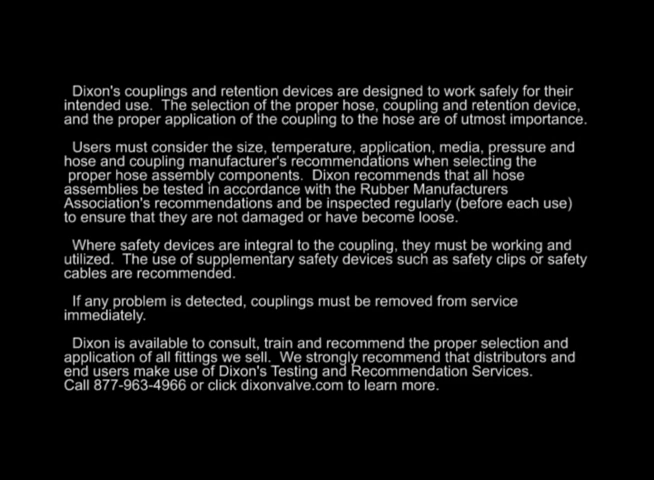 Dixon's couplings and retention devices are designed to work safely for their
intended use. The selection of the proper hose, coupling and retention device,
and the proper application of the coupling to the hose are of utmost importance.
Users must consider the size, temperature, application, media, pressure and
hose and coupling manufacturer's recommendations when selecting the
proper hose assembly components. Dixon recommends that all hose
assemblies be tested in accordance with the Rubber Manufacturers
Association's recommendations and be inspected regularly (before each use)
to ensure that they are not damaged or have become loose.
Where safety devices are integral to the coupling, they must be working and
utilized. The use of supplementary safety devices such as safety clips or safety
cables are recommended.
If any problem is detected, couplings must be removed from service
immediately.
Dixon is available to consult, train and recommend the proper selection and
application of all fittings we sell. We strongly recommend that distributors and
end users make use of Dixon's Testing and Recommendation Services.
Call 877-963-4966 or click dixonvalve.com to learn more.